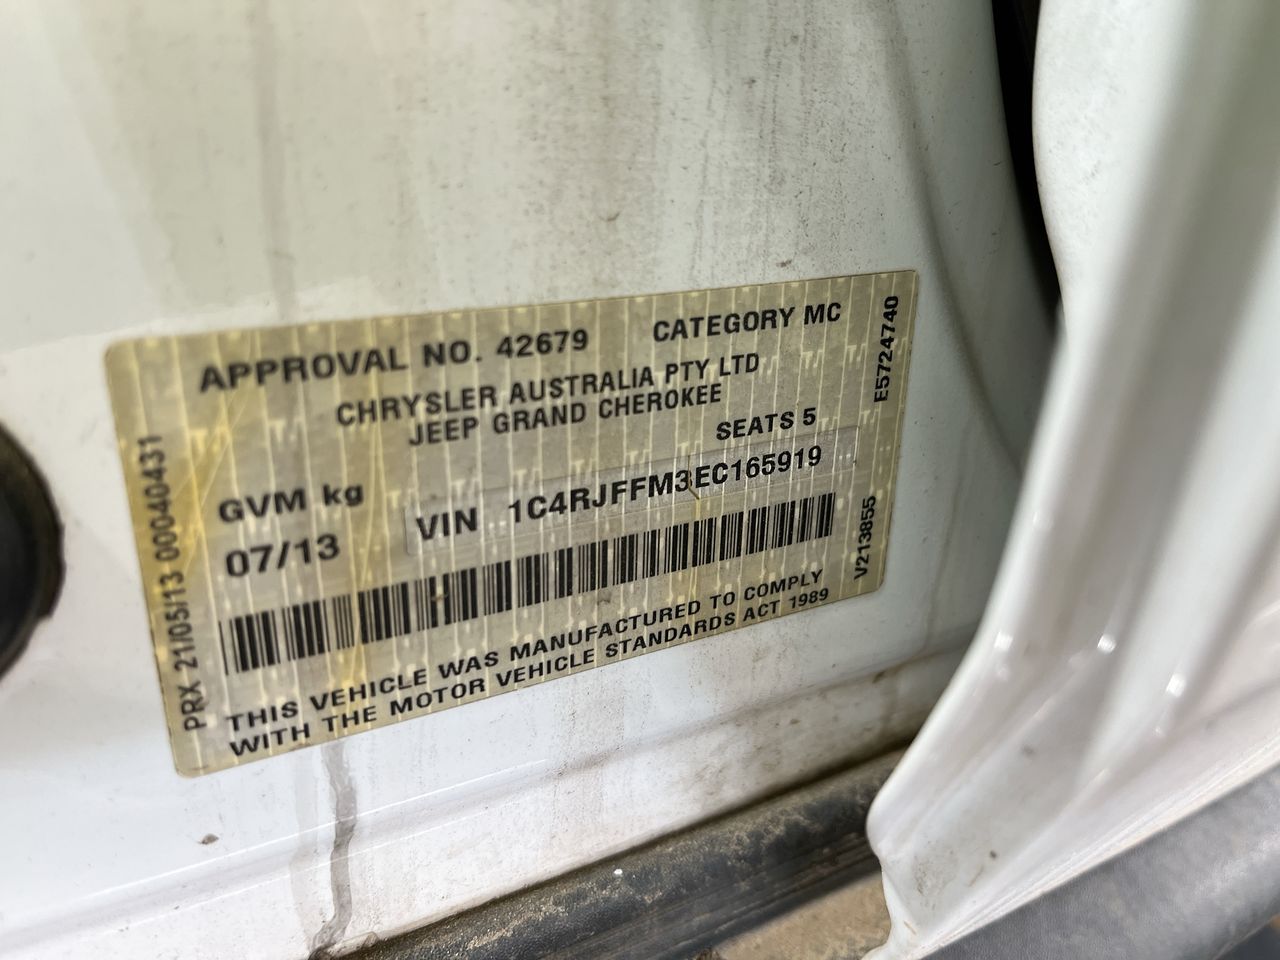 APPROVAL NO. 42679 CATEGORY MC
CHRYSLER AUSTRALIA PTY LTD
JEEP GRAND CHEROKEE
SEATS 5
GVM kg
VIN 1C4RJFFM3EC165919
07/13
THIS VEHICLE WAS MANUFACTURED TO COMPLY
WITH THE MOTOR VEHICLE STANDARDS ACT 1989
PRX 21/05/13 00040431
E5724740
V213855